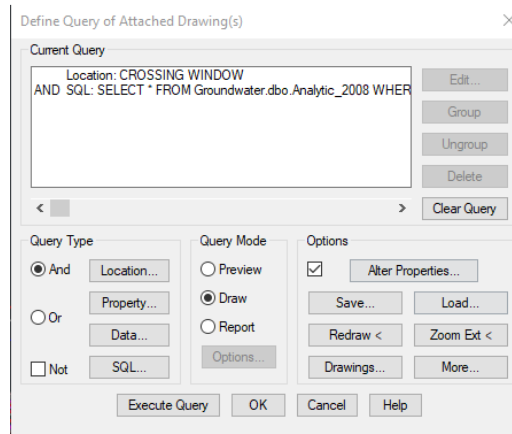 Define Query of Attached Drawing(s)
Current Query
Location: CROSSING WINDOW
AND SQL: SELECT * FROM Groundwater.dbo.Analytic_2008 WHER
Edit...
Group
Ungroup
Delete
Clear Query
Query Type
And
Location...
Property...
Or
Data...
Not
SQL...
Query Mode
Preview
Draw
Report
Options...
Options
Alter Properties...
Save...
Load...
Redraw <
Zoom Ext <
Drawings...
More...
Execute Query
OK
Cancel
Help